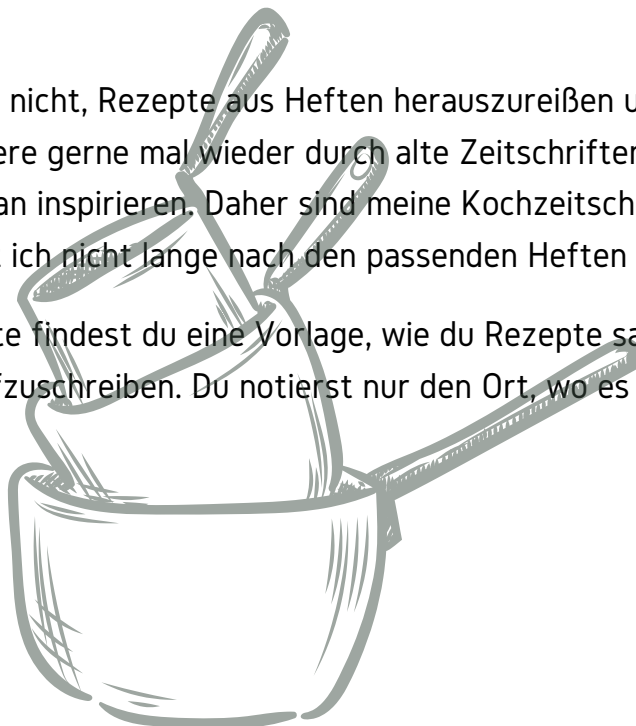 nicht, Rezepte aus Heften herauszureißen u
ere gerne mal wieder durch alte Zeitschriften
an inspirieren. Daher sind meine Kochzeitsch
ich nicht lange nach den passenden Heften
te findest du eine Vorlage, wie du Rezepte sa
fzuschreiben. Du notierst nur den Ort, wo es